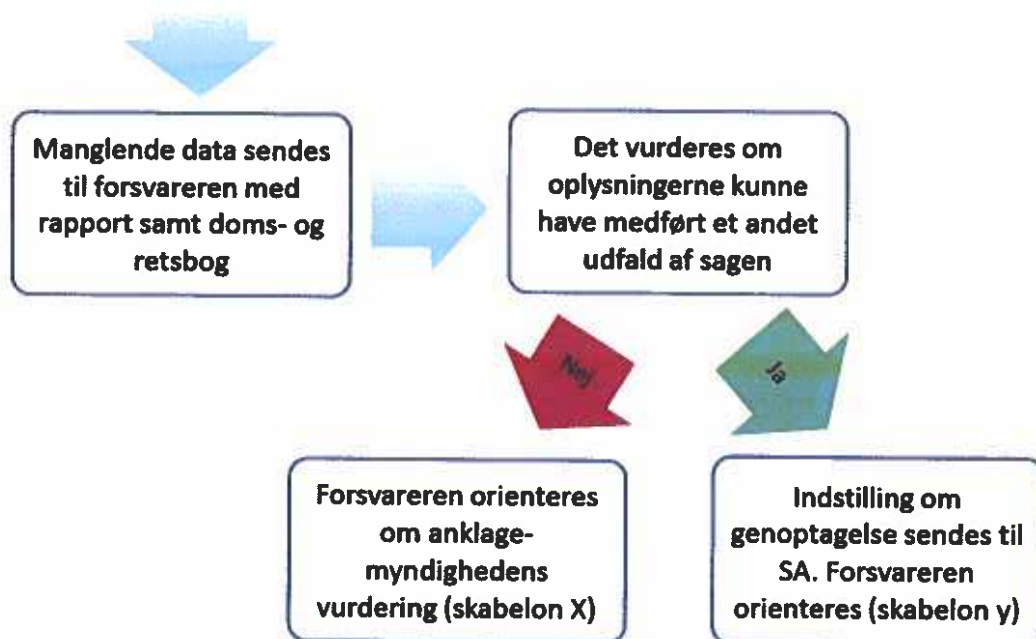 Manglende data sendes
til forsvareren med
rapport samt doms- og
retsbog
Det vurderes om
oplysningerne kunne
have medført et andet
udfald af sagen
Nej
Ja
Forsvareren orienteres
om anklage-
myndighedens
vurdering (skabelon X)
Indstilling om
genoptagelse sendes til
SA. Forsvareren
orienteres (skabelon y)